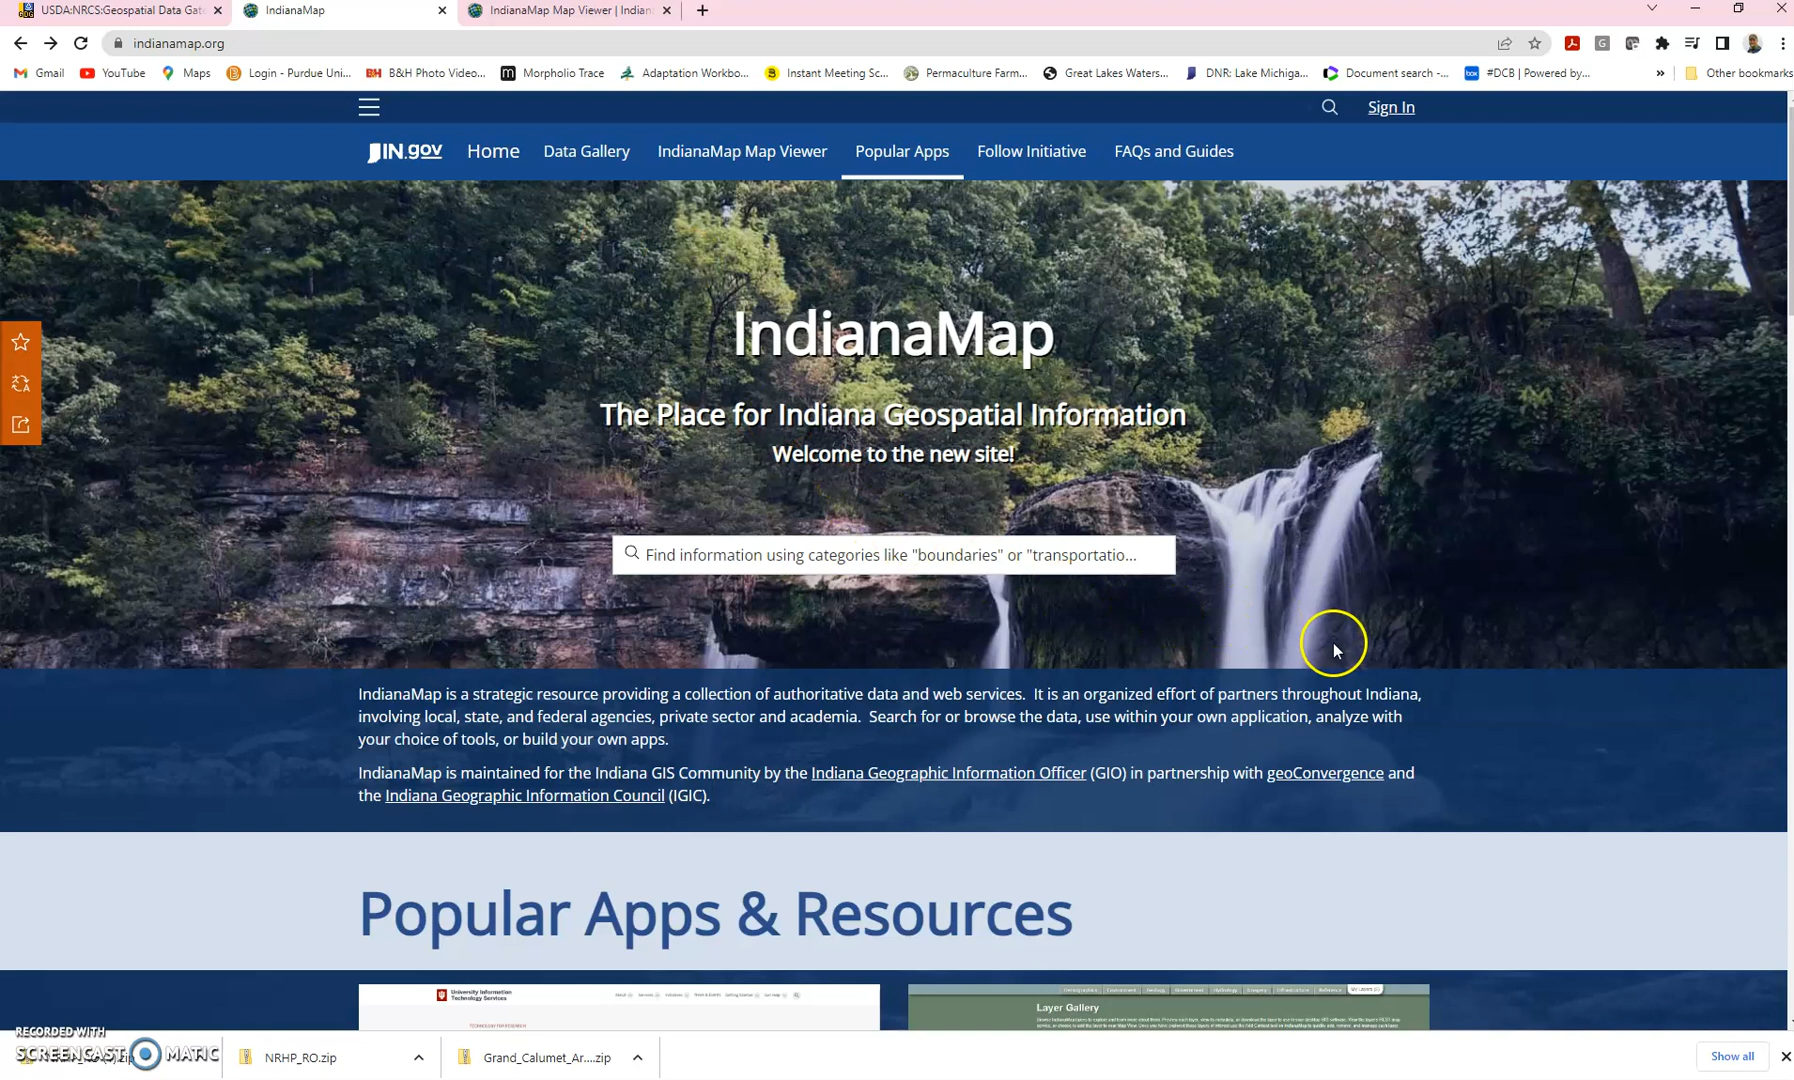 USDA:NRCS:Geospatial Data Gat
IndianaMap
IndianaMap Map Viewer | Indian
indianamap.org
Gmail
YouTube
Maps
Login - Purdue Uni...
B&H Photo Video...
Morpholio Trace
Adaptation Workbo...
Instant Meeting Sc...
Permaculture Farm...
Great Lakes Waters...
DNR: Lake Michiga...
Document search -...
#DCB | Powered by...
»
Other bookmarks
Sign In
IN.gov
Home
Data Gallery
IndianaMap Map Viewer
Popular Apps
Follow Initiative
FAQs and Guides
IndianaMap
The Place for Indiana Geospatial Information
Welcome to the new site!
Find information using categories like "boundaries" or "transportatio...
IndianaMap is a strategic resource providing a collection of authoritative data and web services. It is an organized effort of partners throughout Indiana,
involving local, state, and federal agencies, private sector and academia. Search for or browse the data, use within your own application, analyze with
your choice of tools, or build your own apps.
IndianaMap is maintained for the Indiana GIS Community by the Indiana Geographic Information Officer (GIO) in partnership with geoConvergence and
the Indiana Geographic Information Council (IGIC).
Popular Apps & Resources
University Information
Technology Services
Layer Gallery
RECORDED WITH
SCREENCAST MATIC
NRHP_RO.zip
Grand_Calumet_Ar....zip
Show all